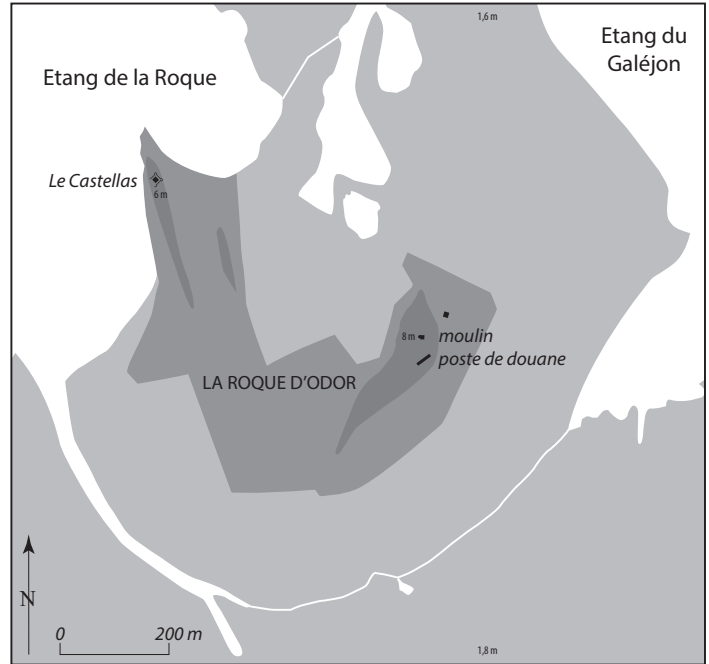 1,6 m
Etang du
Galéjon
Etang de la Roque
Le Castellas
6 m
8 m
moulin
poste de douane
LA ROQUE D'ODOR
N
0 200 m
1,8 m